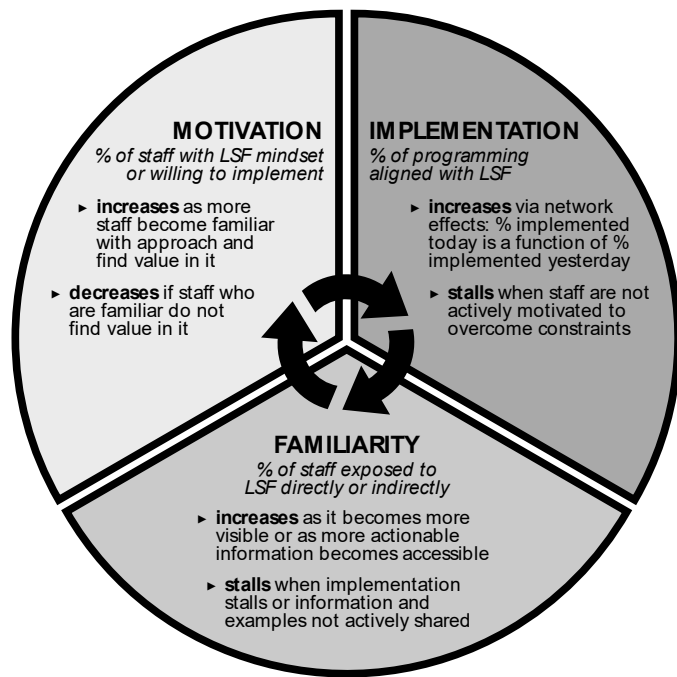 MOTIVATION
% of staff with LSF mindset
or willing to implement
► increases as more
staff become familiar
with approach and
find value in it
► decreases if staff who
are familiar do not
find value in it
IMPLEMENTATION
% of programming
aligned with LSF
► increases via network
effects: % implemented
today is a function of %
implemented yesterday
► stalls when staff are not
actively motivated to
overcome constraints
FAMILIARITY
% of staff exposed to
LSF directly or indirectly
► increases as it becomes more
visible or as more actionable
information becomes accessible
► stalls when implementation
stalls or information and
examples not actively shared